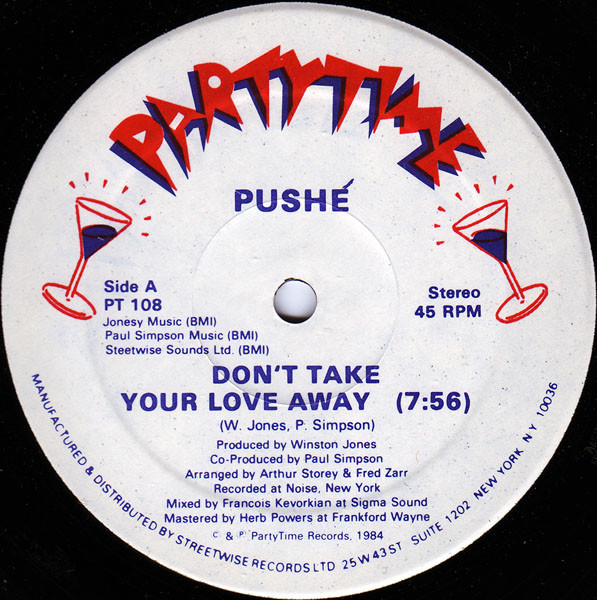 PARTYTIME
PUSHÉ
Side A
PT 108
Jonesy Music (BMI)
Paul Simpson Music (BMI)
Steetwise Sounds Ltd. (BMI)
Stereo
45 RPM
DON'T TAKE
YOUR LOVE AWAY (7:56)
(W. Jones, P. Simpson)
Produced by Winston Jones
Co-Produced by Paul Simpson
Arranged by Arthur Storey & Fred Zarr
Recorded at Noise, New York
Mixed by Francois Kevorkian at Sigma Sound
Mastered by Herb Powers at Frankford Wayne
© & ℗ PartyTime Records, 1984
MANUFACTURED & DISTRIBUTED BY STREETWISE RECORDS LTD 25 W 43 ST SUITE 1202 NEW YORK NY 10036